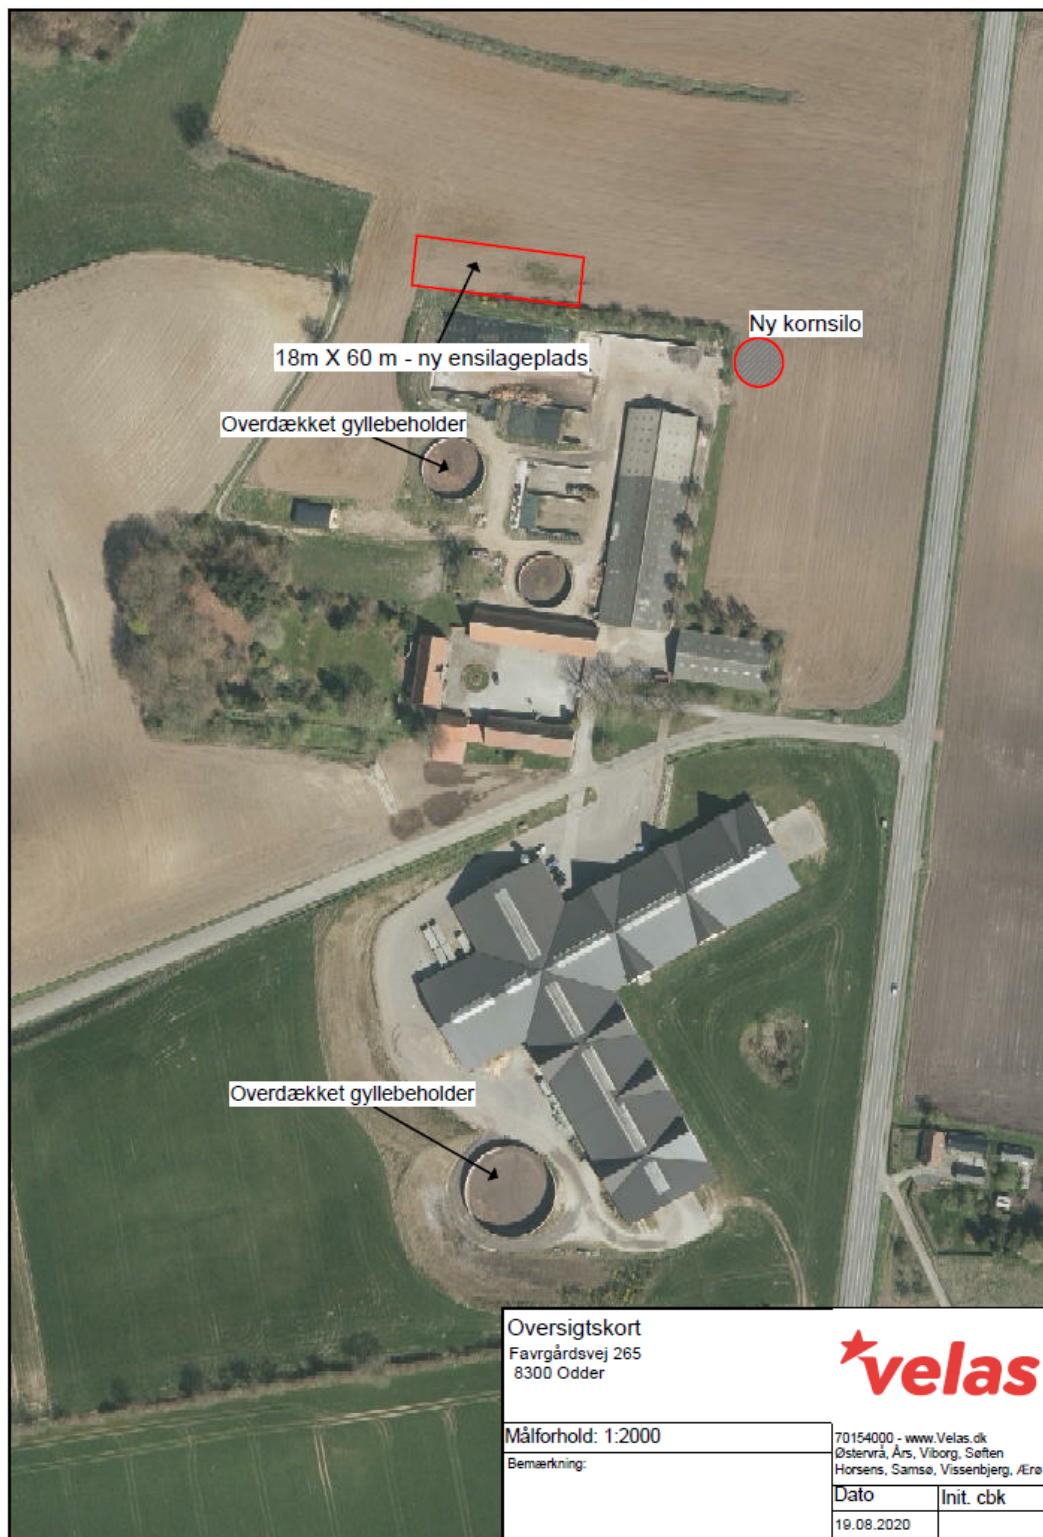 Ny kornsilo
18m X 60 m - ny ensilageplads
Overdækket gyllebeholder
Overdækket gyllebeholder
Oversigtskort
Favrgårdsvej 265
8300 Odder
velas
Målforhold: 1:2000
Bemærkning:
70154000 - www.Velas.dk
Østervrå, Års, Viborg, Søften
Horsens, Samsø, Vissenbjerg, Ærø
Dato
Init. cbk
19.08.2020